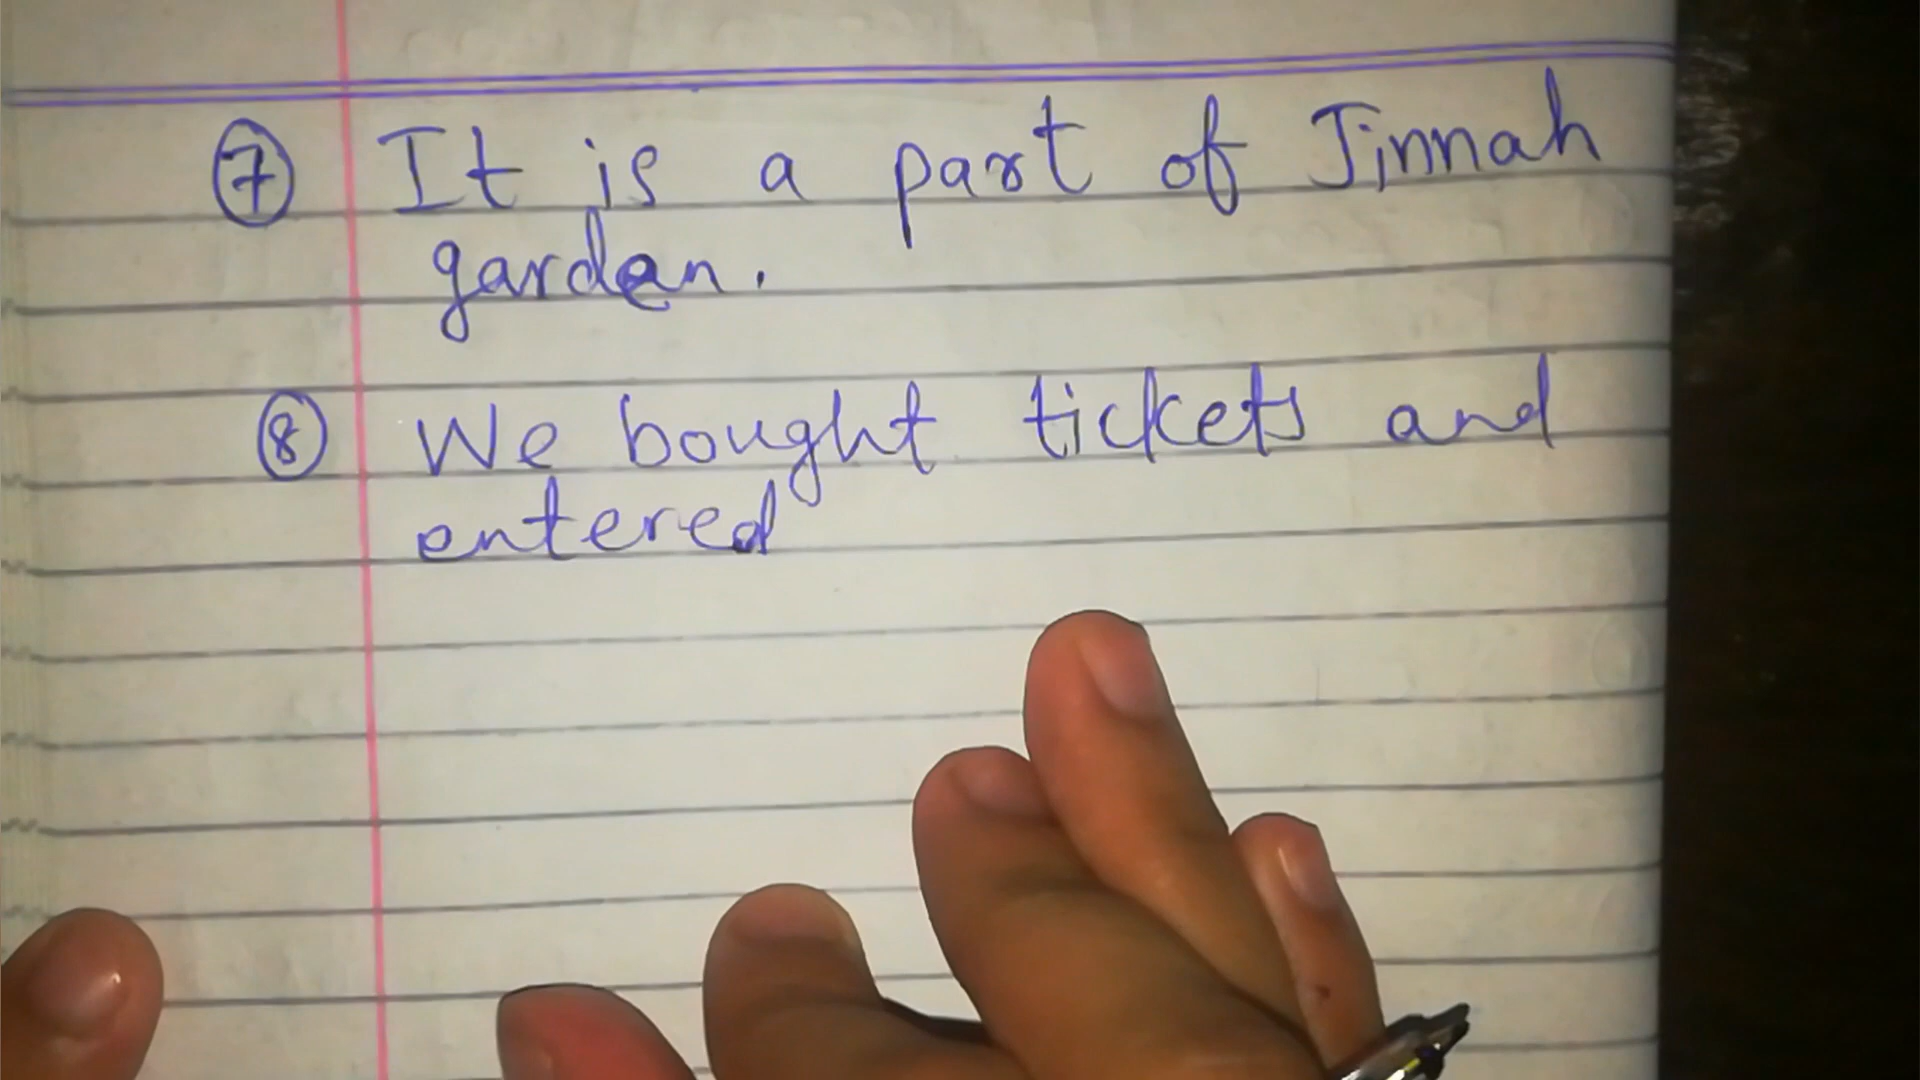 ⑦ It is a part of Jinnah
garden.
⑧ We bought tickets and
entered